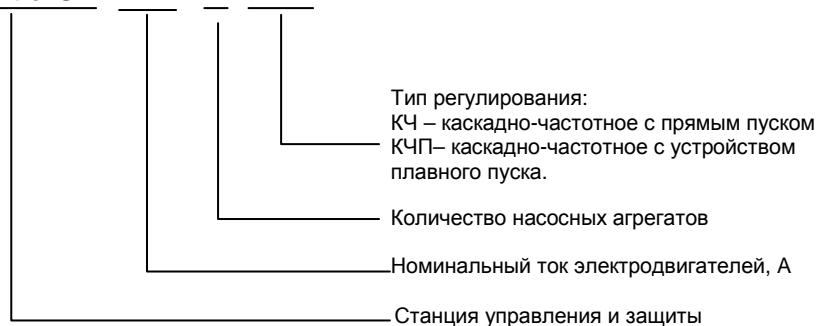 Тип регулирования:
КЧ – каскадно-частотное с прямым пуском
КЧП– каскадно-частотное с устройством
плавного пуска.
Количество насосных агрегатов
Номинальный ток электродвигателей, А
Станция управления и защиты